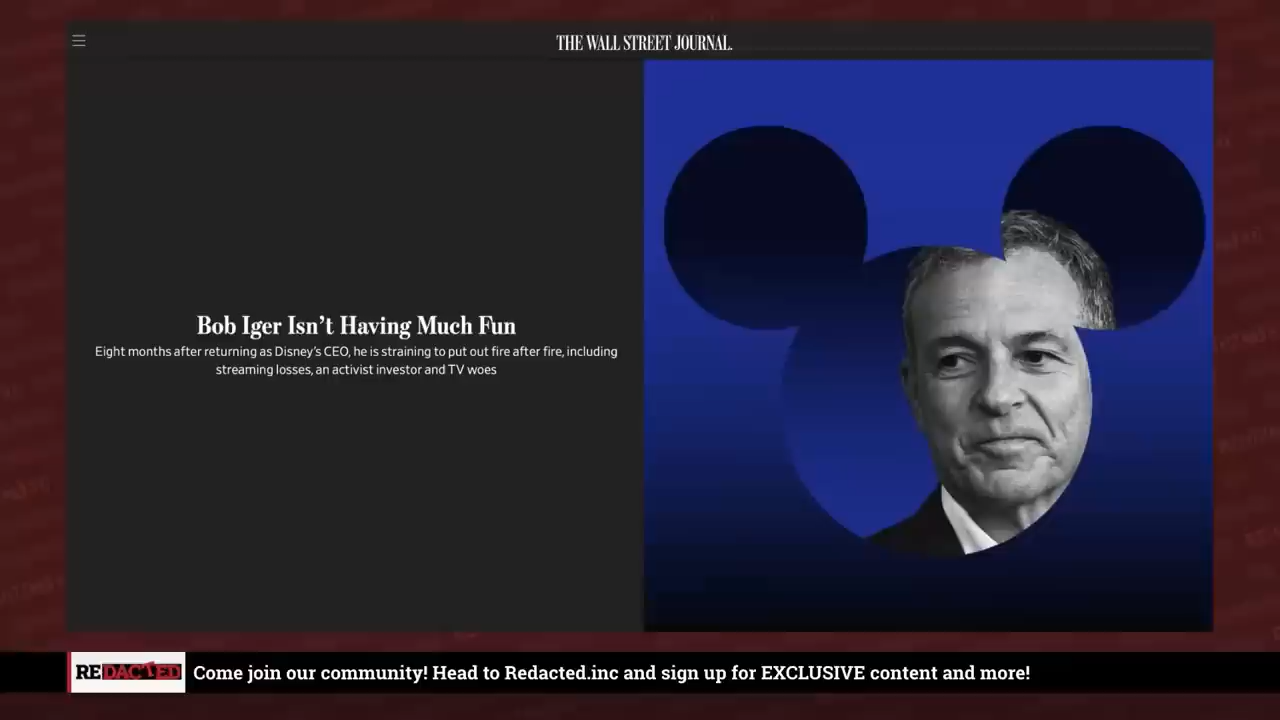 THE WALL STREET JOURNAL.
Bob Iger Isn’t Having Much Fun
Eight months after returning as Disney’s CEO, he is straining to put out fire after fire, including
streaming losses, an activist investor and TV woes
REDACTED Come join our community! Head to Redacted.inc and sign up for EXCLUSIVE content and more!